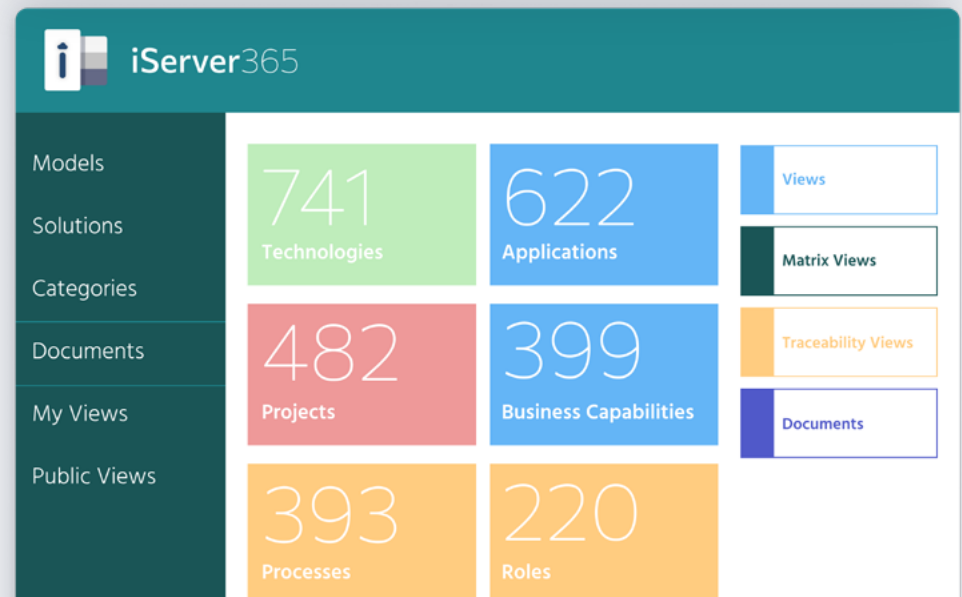 i
iServer365
Models
Solutions
Categories
Documents
My Views
Public Views
741
Technologies
622
Applications
482
Projects
399
Business Capabilities
393
Processes
220
Roles
Views
Matrix Views
Traceability Views
Documents